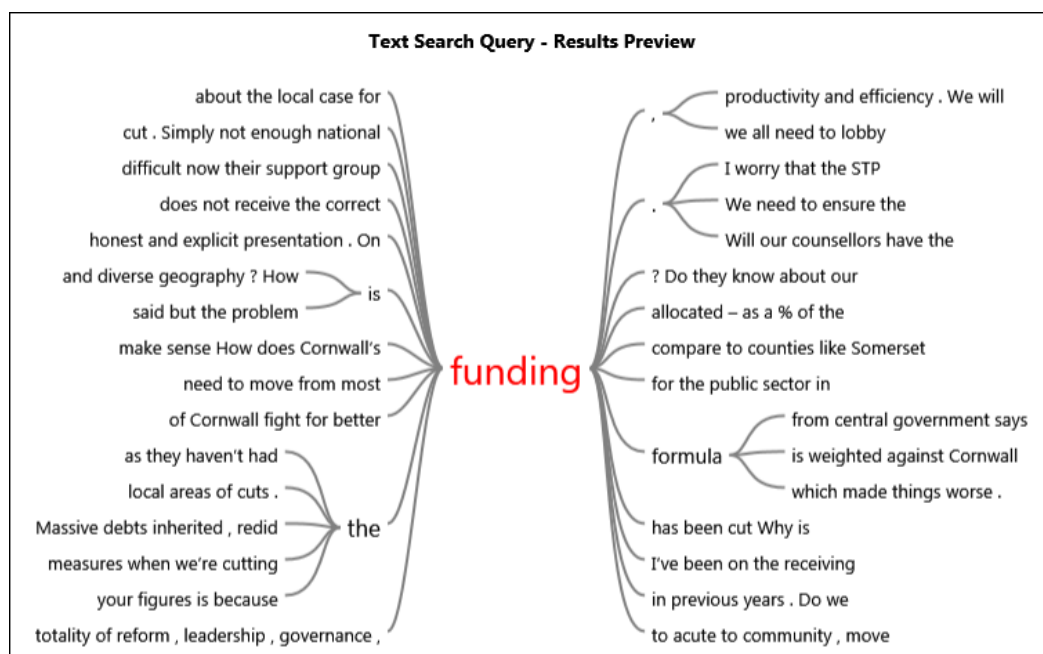 Text Search Query - Results Preview
about the local case for
cut . Simply not enough national
difficult now their support group
does not receive the correct
honest and explicit presentation . On
and diverse geography ? How
said but the problem
is
make sense How does Cornwall's
need to move from most
of Cornwall fight for better
as they haven't had
local areas of cuts .
Massive debts inherited , redid
measures when we're cutting
your figures is because
the
totality of reform , leadership , governance ,
funding
,
productivity and efficiency . We will
we all need to lobby
.
I worry that the STP
We need to ensure the
Will our counsellors have the
? Do they know about our
allocated – as a % of the
compare to counties like Somerset
for the public sector in
formula
from central government says
is weighted against Cornwall
which made things worse .
has been cut Why is
I've been on the receiving
in previous years . Do we
to acute to community , move